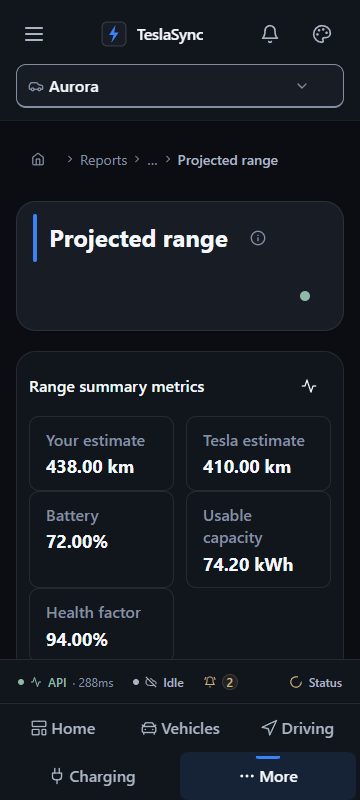 TeslaSync
Aurora
Reports ... Projected range
Projected range
Range summary metrics
Your estimate
438.00 km
Tesla estimate
410.00 km
Battery
72.00%
Usable
capacity
74.20 kWh
Health factor
94.00%
API · 288ms
Idle
2
Status
Home
Vehicles
Driving
Charging
More